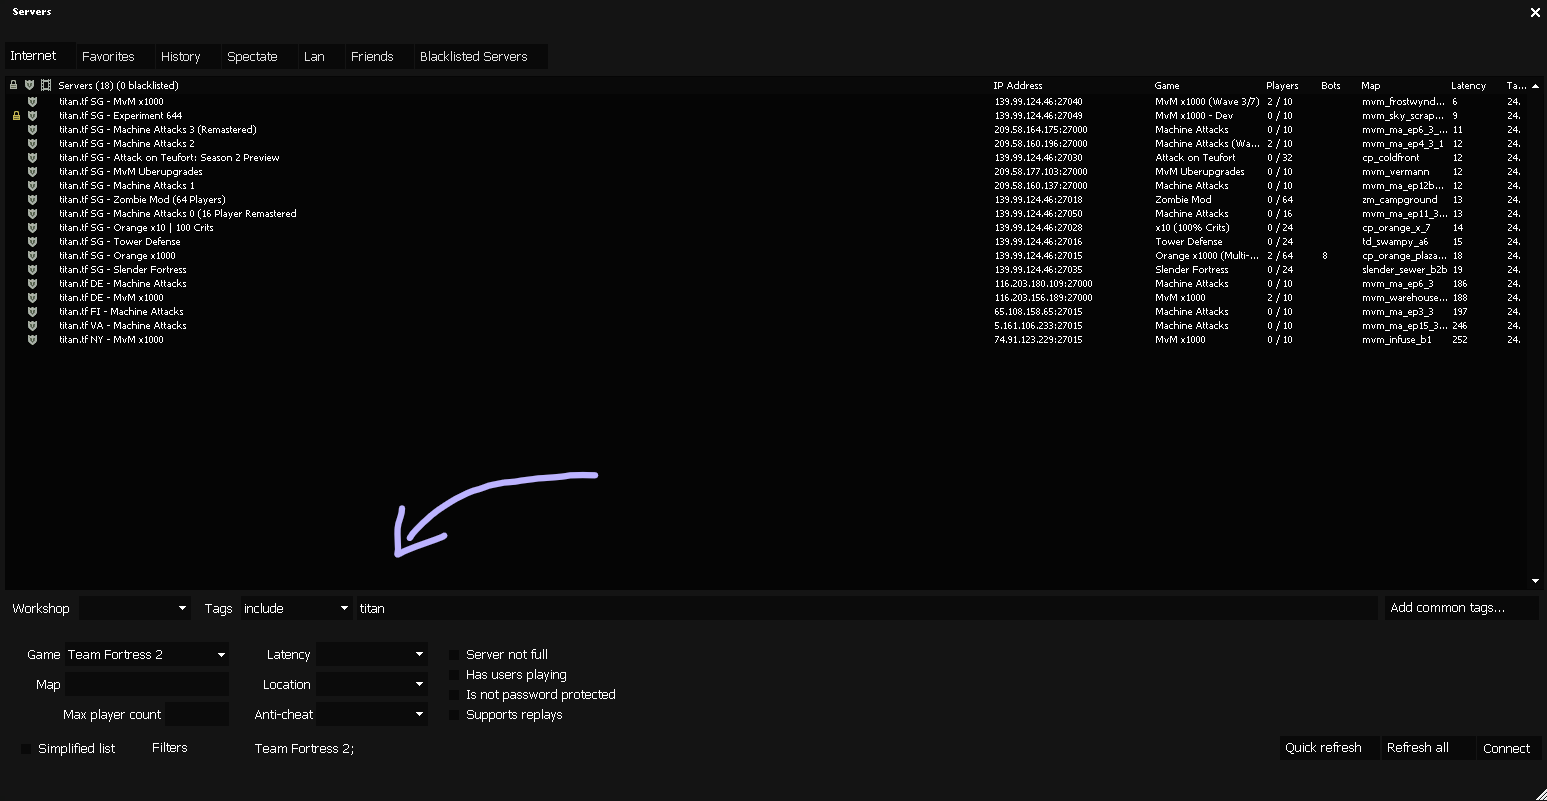 Servers
Internet Favorites History Spectate Lan Friends Blacklisted Servers
Servers (18) (0 blacklisted) IP Address Game Players Bots Map Latency Ta...
titan.tf SG - MvM x1000 139.99.124.46:27040 MvM x1000 (Wave 3/7) 2 / 10 mvm_frostwynd... 6 24.
titan.tf SG - Experiment 644 139.99.124.46:27049 MvM x1000 - Dev 0 / 10 mvm_sky_scrap... 9 24.
titan.tf SG - Machine Attacks 3 (Remastered) 209.58.164.175:27000 Machine Attacks 0 / 10 mvm_ma_ep6_3_... 11 24.
titan.tf SG - Machine Attacks 2 209.58.160.196:27000 Machine Attacks (Wa... 2 / 10 mvm_ma_ep4_3_1 12 24.
titan.tf SG - Attack on Teufort: Season 2 Preview 139.99.124.46:27030 Attack on Teufort 0 / 32 cp_coldfront 12 24.
titan.tf SG - MvM Uberupgrades 209.58.177.103:27000 MvM Uberupgrades 0 / 10 mvm_vermann 12 24.
titan.tf SG - Machine Attacks 1 209.58.160.137:27000 Machine Attacks 0 / 10 mvm_ma_ep12b... 12 24.
titan.tf SG - Zombie Mod (64 Players) 139.99.124.46:27018 Zombie Mod 0 / 64 zm_campground 13 24.
titan.tf SG - Machine Attacks 0 (16 Player Remastered 139.99.124.46:27050 Machine Attacks 0 / 16 mvm_ma_ep11_3... 13 24.
titan.tf SG - Orange x10 | 100 Crits 139.99.124.46:27028 x10 (100% Crits) 0 / 24 cp_orange_x_7 14 24.
titan.tf SG - Tower Defense 139.99.124.46:27016 Tower Defense 0 / 24 td_swampy_a6 15 24.
titan.tf SG - Orange x1000 139.99.124.46:27015 Orange x1000 (Multi-... 2 / 64 8 cp_orange_plaza... 18 24.
titan.tf SG - Slender Fortress 139.99.124.46:27035 Slender Fortress 0 / 24 slender_sewer_b2b 19 24.
titan.tf DE - Machine Attacks 116.203.180.109:27000 Machine Attacks 0 / 10 mvm_ma_ep6_3 186 24.
titan.tf DE - MvM x1000 116.203.156.189:27000 MvM x1000 2 / 10 mvm_warehouse... 188 24.
titan.tf FI - Machine Attacks 65.108.158.65:27015 Machine Attacks 0 / 10 mvm_ma_ep3_3 197 24.
titan.tf VA - Machine Attacks 5.161.106.233:27015 Machine Attacks 0 / 10 mvm_ma_ep15_3... 246 24.
titan.tf NY - MvM x1000 74.91.123.229:27015 MvM x1000 0 / 10 mvm_infuse_b1 252 24.
Workshop Tags include titan Add common tags...
Game Team Fortress 2 Latency Server not full
Has users playing
Map Location Is not password protected
Max player count Anti-cheat Supports replays
Simplified list Filters Team Fortress 2; Quick refresh Refresh all Connect